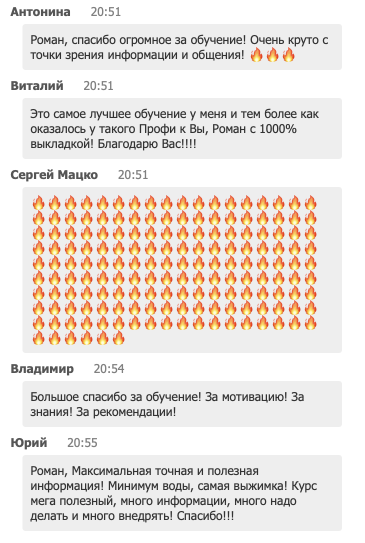 Антонина 20:51
Роман, спасибо огромное за обучение! Очень круто с
точки зрения информации и общения! 🔥🔥🔥
Виталий 20:51
Это самое лучшее обучение у меня и тем более как
оказалось у такого Профи к Вы, Роман с 1000%
выкладкой! Благодарю Вас!!!!
Сергей Мацко 20:51
🔥🔥🔥🔥🔥🔥🔥🔥🔥🔥🔥🔥🔥🔥🔥🔥🔥🔥
🔥🔥🔥🔥🔥🔥🔥🔥🔥🔥🔥🔥🔥🔥🔥🔥🔥🔥
🔥🔥🔥🔥🔥🔥🔥🔥🔥🔥🔥🔥🔥🔥🔥🔥🔥🔥
🔥🔥🔥🔥🔥🔥🔥🔥🔥🔥🔥🔥🔥🔥🔥🔥🔥🔥
🔥🔥🔥🔥🔥🔥🔥🔥🔥🔥🔥🔥🔥🔥🔥🔥🔥🔥
🔥🔥🔥🔥🔥🔥🔥🔥🔥🔥🔥🔥🔥🔥🔥🔥🔥🔥
🔥🔥🔥🔥🔥🔥🔥🔥🔥🔥🔥🔥🔥🔥🔥🔥🔥🔥
🔥🔥🔥🔥🔥🔥🔥🔥🔥🔥🔥🔥🔥🔥🔥🔥🔥🔥
🔥🔥🔥🔥🔥🔥🔥🔥🔥🔥🔥🔥🔥🔥🔥🔥🔥🔥
🔥🔥🔥🔥🔥🔥
Владимир 20:54
Большое спасибо за обучение! За мотивацию! За
знания! За рекомендации!
Юрий 20:55
Роман, Максимальная точная и полезная
информация! Минимум воды, самая выжимка! Курс
мега полезный, много информации, много надо
делать и много внедрять! Спасибо!!!